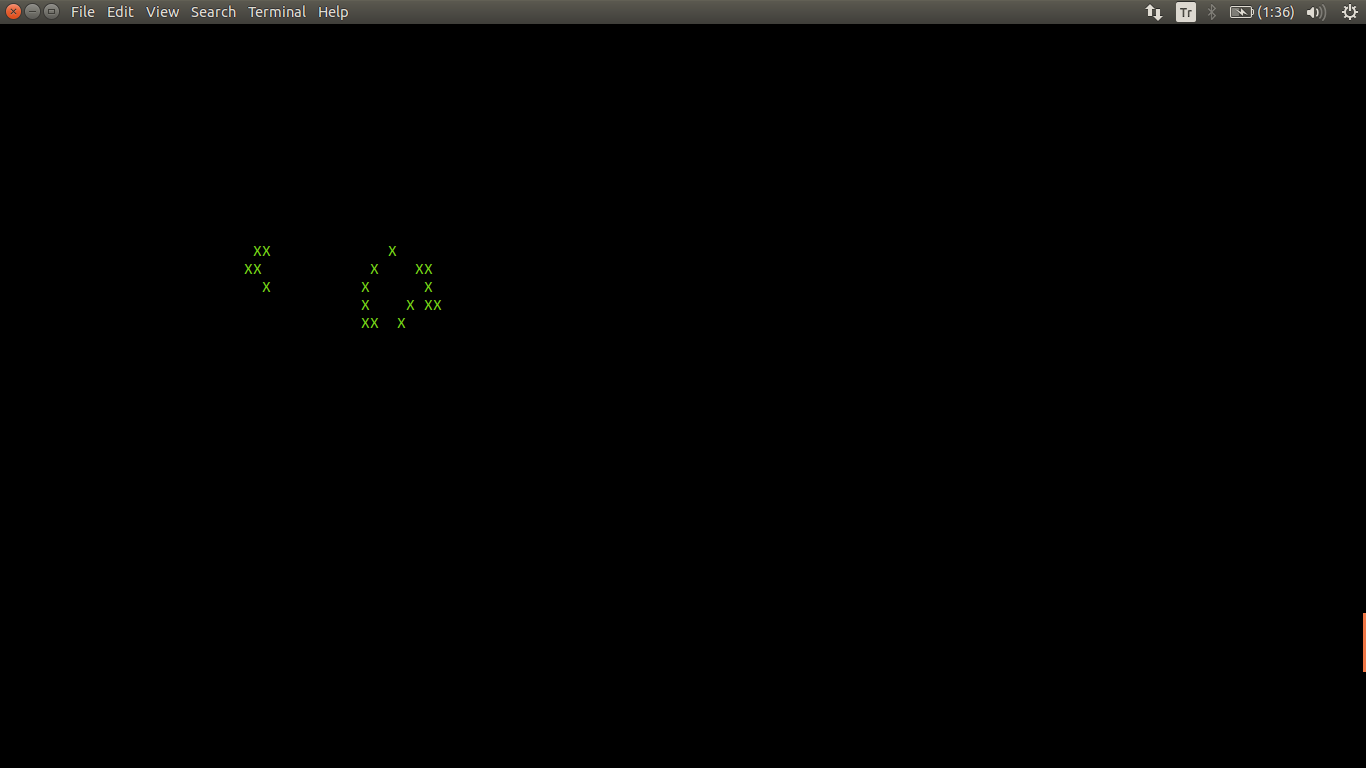 File Edit View Search Terminal Help Tr (1:36)
XX X
XX X XX
X X X
X X XX
XX X